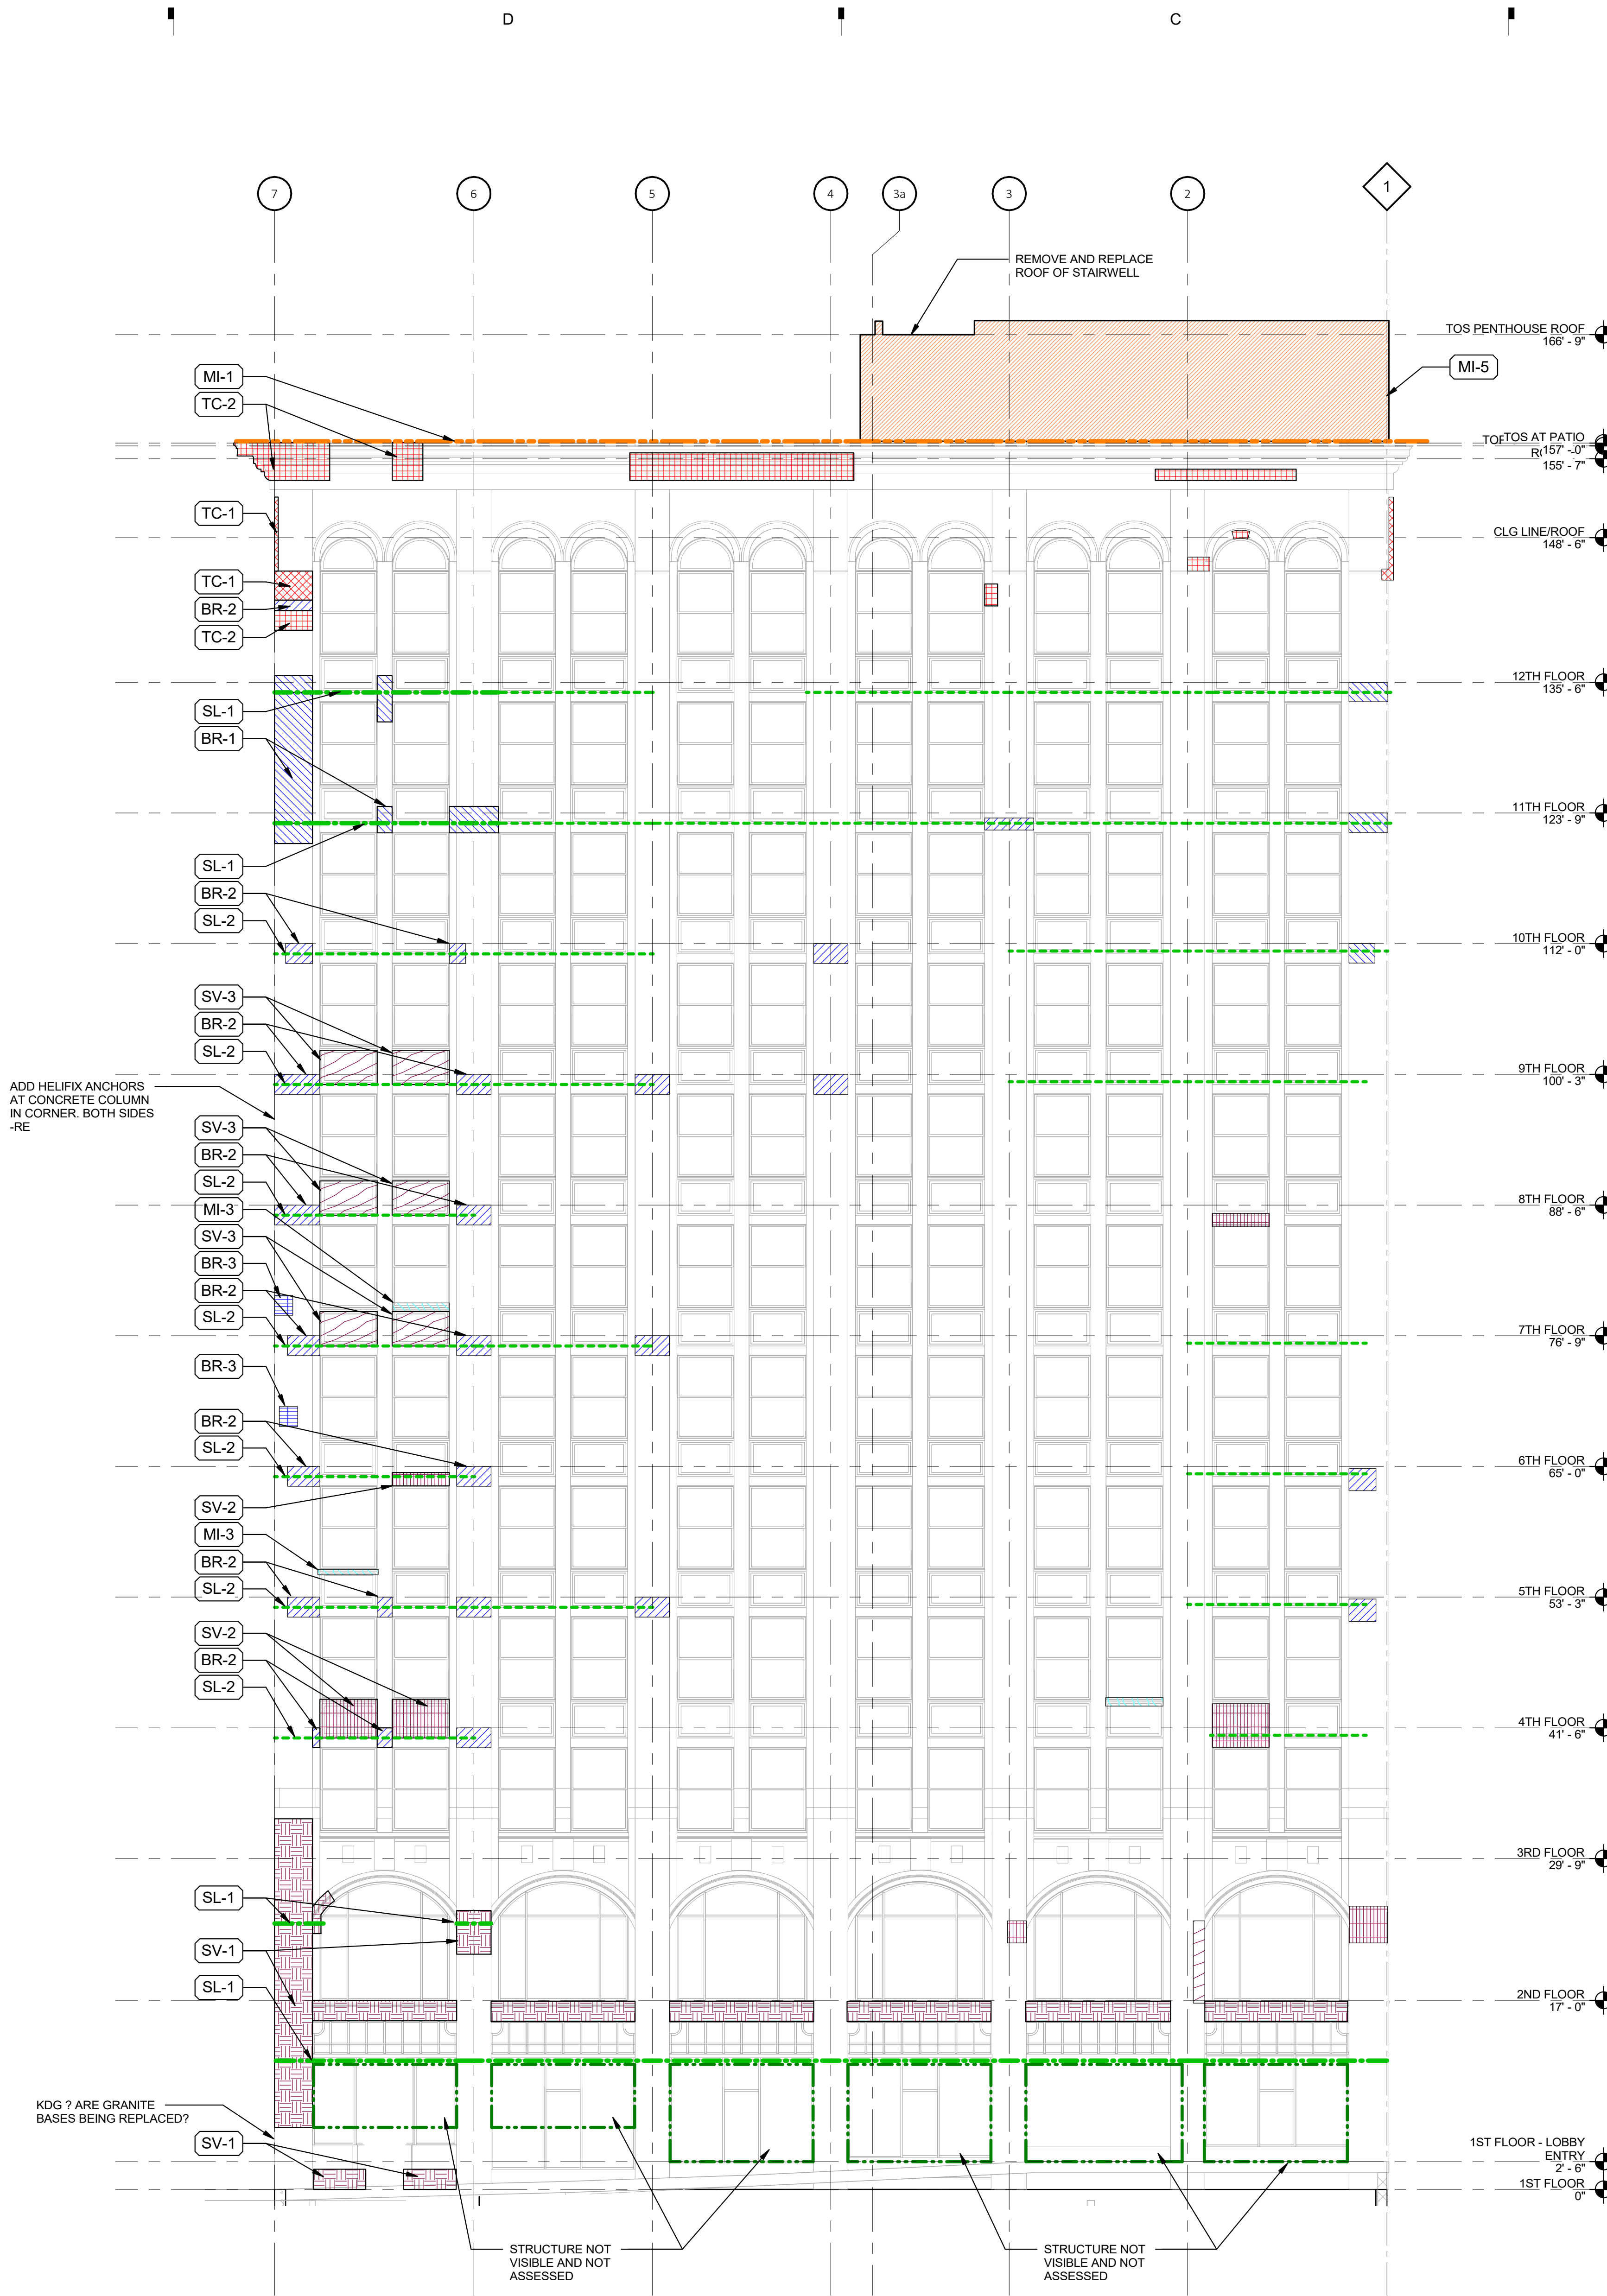 D
C
7
6
5
4
3a
3
2
1
REMOVE AND REPLACE
ROOF OF STAIRWELL
TOS PENTHOUSE ROOF
166' - 9"
MI-5
MI-1
TC-2
TOS AT PATIO
157' - 0"
155' - 7"
TC-1
CLG LINE/ROOF
148' - 6"
TC-1
BR-2
TC-2
12TH FLOOR
135' - 6"
SL-1
BR-1
11TH FLOOR
123' - 9"
SL-1
BR-2
SL-2
10TH FLOOR
112' - 0"
SV-3
BR-2
SL-2
9TH FLOOR
100' - 3"
ADD HELIFIX ANCHORS
AT CONCRETE COLUMN
IN CORNER. BOTH SIDES
-RE
SV-3
BR-2
SL-2
8TH FLOOR
88' - 6"
MI-3
SV-3
BR-3
BR-2
SL-2
7TH FLOOR
76' - 9"
BR-3
BR-2
SL-2
6TH FLOOR
65' - 0"
SV-2
MI-3
BR-2
SL-2
5TH FLOOR
53' - 3"
SV-2
BR-2
SL-2
4TH FLOOR
41' - 6"
3RD FLOOR
29' - 9"
SL-1
SV-1
SL-1
2ND FLOOR
17' - 0"
KDG ? ARE GRANITE
BASES BEING REPLACED?
SV-1
1ST FLOOR - LOBBY
ENTRY
2' - 6"
1ST FLOOR
0"
STRUCTURE NOT
VISIBLE AND NOT
ASSESSED
STRUCTURE NOT
VISIBLE AND NOT
ASSESSED